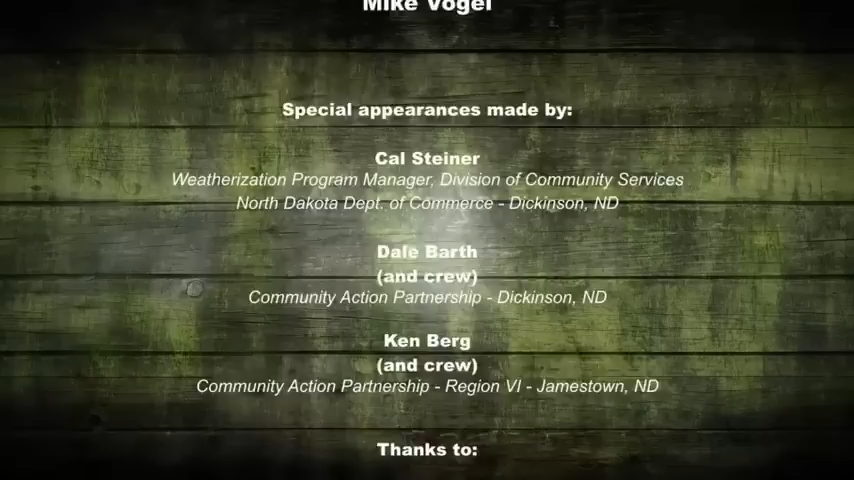 Mike Vogel
Special appearances made by:
Cal Steiner
Weatherization Program Manager, Division of Community Services
North Dakota Dept. of Commerce - Dickinson, ND
Dale Barth
(and crew)
Community Action Partnership - Dickinson, ND
Ken Berg
(and crew)
Community Action Partnership - Region VI - Jamestown, ND
Thanks to: